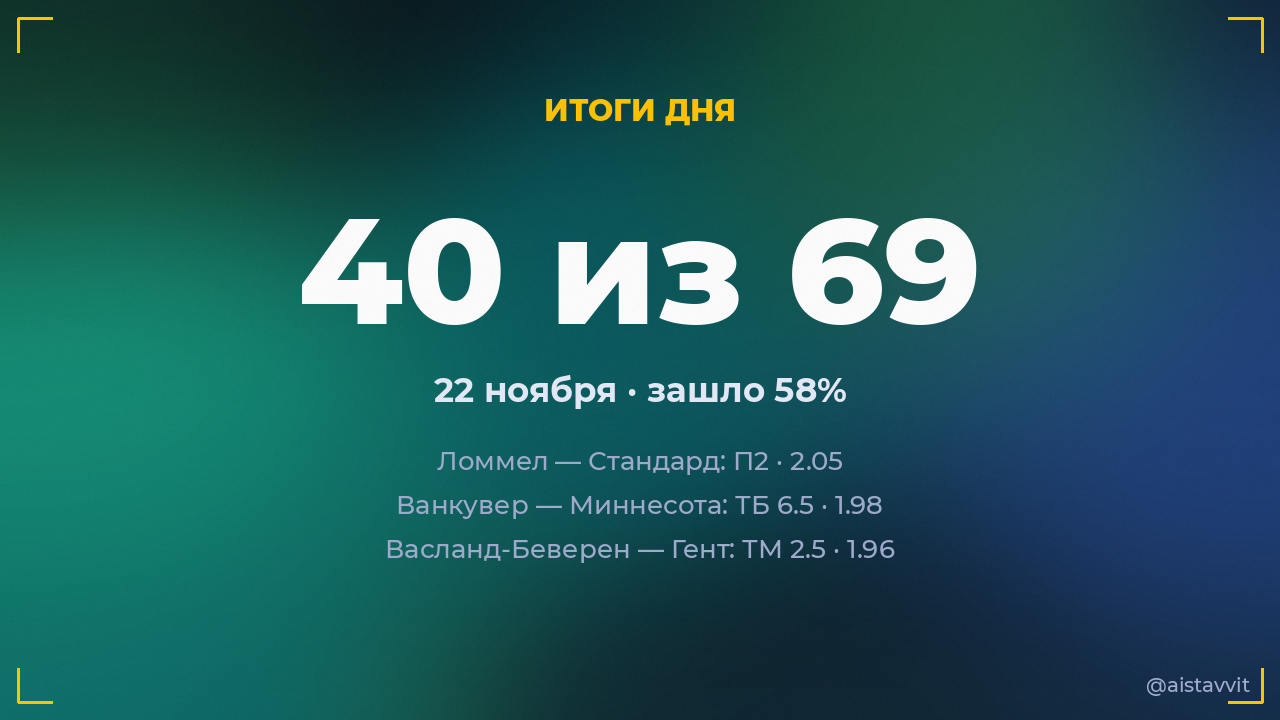 ИТОГИ ДНЯ
40 из 69
22 ноября · зашло 58%
Ломмел — Стандард: П2 · 2.05
Ванкувер — Миннесота: ТБ 6.5 · 1.98
Васланд-Беверен — Гент: ТМ 2.5 · 1.96
@aistavvit